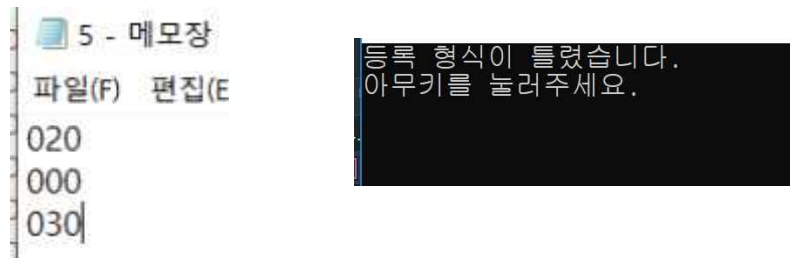 5 - 메모장
파일(F) 편집(E
020
000
030
등록 형식이 틀렸습니다.
아무키를 눌러주세요.